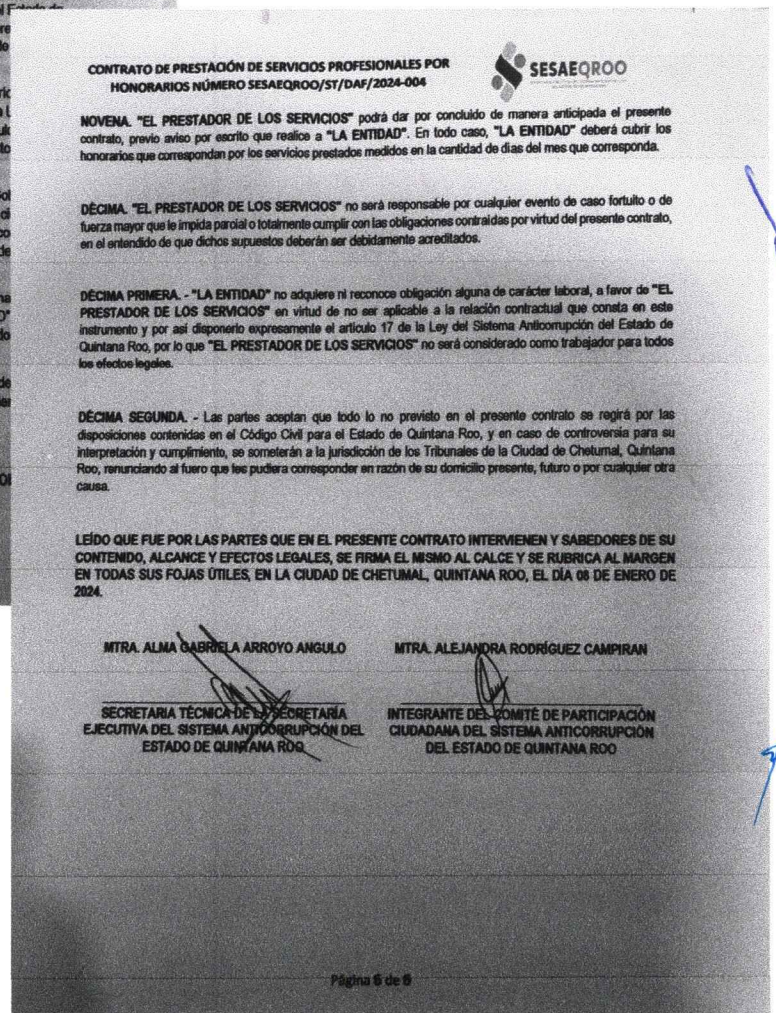 CONTRATO DE PRESTACIÓN DE SERVICIOS PROFESIONALES POR
HONORARIOS NÚMERO SESAEQROO/ST/DAF/2024-004
SESAEQROO
NOVENA. "EL PRESTADOR DE LOS SERVICIOS" podrá dar por concluido de manera anticipada el presente
contrato, previo aviso por escrito que realice a "LA ENTIDAD". En todo caso, "LA ENTIDAD" deberá cubrir los
honorarios que correspondan por los servicios prestados medidos en la cantidad de días del mes que corresponda.
DÉCIMA. "EL PRESTADOR DE LOS SERVICIOS" no será responsable por cualquier evento de caso fortuito o de
fuerza mayor que le impida parcial o totalmente cumplir con las obligaciones contraídas por virtud del presente contrato,
en el entendido de que dichos supuestos deberán ser debidamente acreditados.
DÉCIMA PRIMERA. - "LA ENTIDAD" no adquiere ni reconoce obligación alguna de carácter laboral, a favor de "EL
PRESTADOR DE LOS SERVICIOS" en virtud de no ser aplicable a la relación contractual que consta en este
instrumento y por así disponerlo expresamente el artículo 17 de la Ley del Sistema Anticorrupción del Estado de
Quintana Roo, por lo que "EL PRESTADOR DE LOS SERVICIOS" no será considerado como trabajador para todos
los efectos legales.
DÉCIMA SEGUNDA. - Las partes aceptan que todo lo no previsto en el presente contrato se regirá por las
disposiciones contenidas en el Código Civil para el Estado de Quintana Roo, y en caso de controversia para su
interpretación y cumplimiento, se someterán a la jurisdicción de los Tribunales de la Ciudad de Chetumal, Quintana
Roo, renunciando al fuero que les pudiera corresponder en razón de su domicilio presente, futuro o por cualquier otra
causa.
LEÍDO QUE FUE POR LAS PARTES QUE EN EL PRESENTE CONTRATO INTERVIENEN Y SABEDORES DE SU
CONTENIDO, ALCANCE Y EFECTOS LEGALES, SE FIRMA EL MISMO AL CALCE Y SE RUBRICA AL MARGEN
EN TODAS SUS FOJAS ÚTILES, EN LA CIUDAD DE CHETUMAL, QUINTANA ROO, EL DÍA 08 DE ENERO DE
2024.
MTRA. ALMA GABRIELA ARROYO ANGULO
SECRETARIA TÉCNICA DE LA SECRETARÍA
EJECUTIVA DEL SISTEMA ANTICORRUPCIÓN DEL
ESTADO DE QUINTANA ROO
MTRA. ALEJANDRA RODRÍGUEZ CAMPIRAN
INTEGRANTE DEL COMITÉ DE PARTICIPACIÓN
CIUDADANA DEL SISTEMA ANTICORRUPCIÓN
DEL ESTADO DE QUINTANA ROO
Página 6 de 6